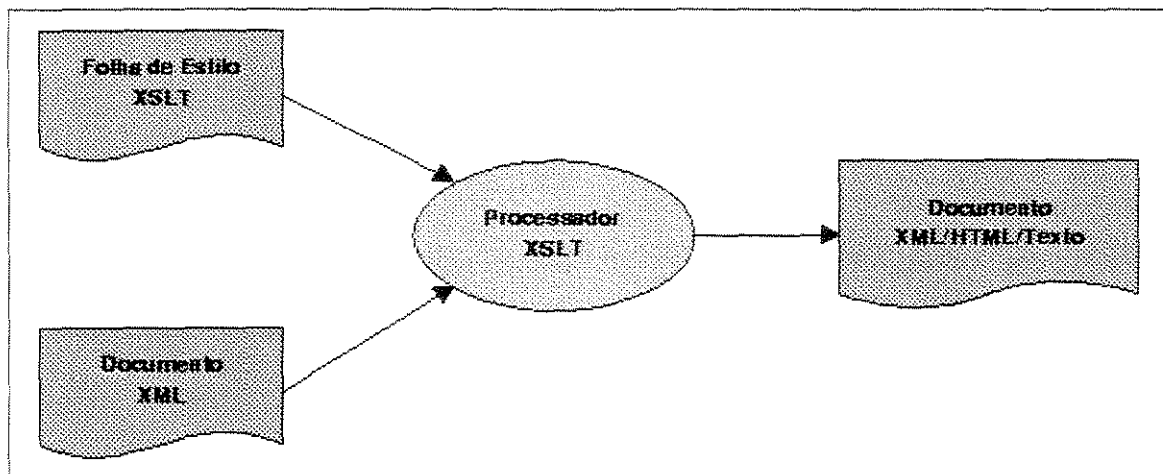 Folha de Estilo
XSLT
Processador
XSLT
Documento
XML/HTML/Texto
Documento
XML